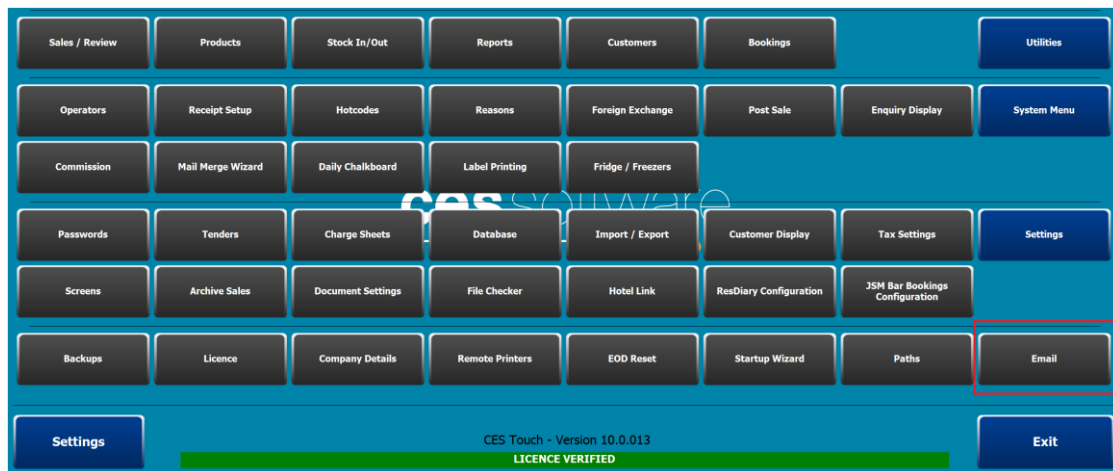 Sales / Review
Products
Stock In/Out
Reports
Customers
Bookings
Utilities
Operators
Receipt Setup
Hotcodes
Reasons
Foreign Exchange
Post Sale
Enquiry Display
System Menu
Commission
Mail Merge Wizard
Daily Chalkboard
Label Printing
Fridge / Freezers
ces software
Passwords
Tenders
Charge Sheets
Database
Import / Export
Customer Display
Tax Settings
Settings
Screens
Archive Sales
Document Settings
File Checker
Hotel Link
ResDiary Configuration
JSM Bar Bookings
Configuration
Backups
Licence
Company Details
Remote Printers
EOD Reset
Startup Wizard
Paths
Email
Settings
CES Touch - Version 10.0.013
LICENCE VERIFIED
Exit